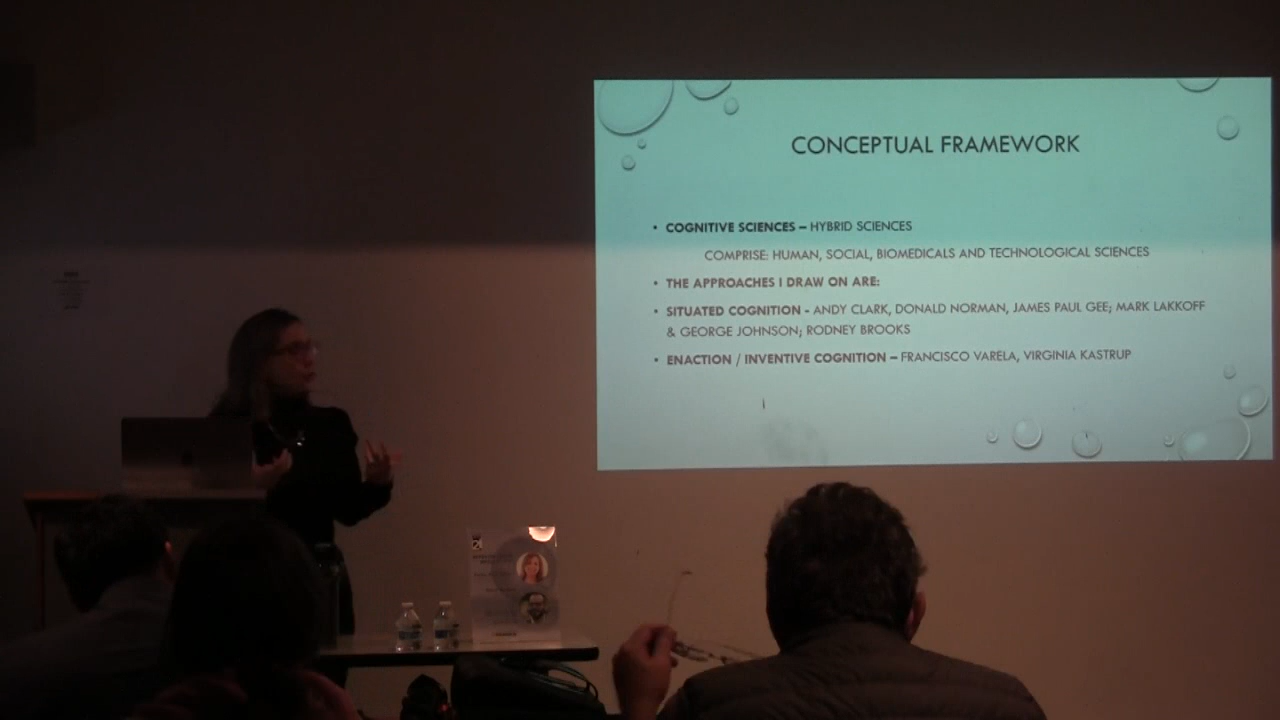 CONCEPTUAL FRAMEWORK
• COGNITIVE SCIENCES – HYBRID SCIENCES
COMPRISE: HUMAN, SOCIAL, BIOMEDICALS AND TECHNOLOGICAL SCIENCES
• THE APPROACHES I DRAW ON ARE:
• SITUATED COGNITION - ANDY CLARK, DONALD NORMAN, JAMES PAUL GEE; MARK LAKKOFF
& GEORGE JOHNSON; RODNEY BROOKS
• ENACTION / INVENTIVE COGNITION – FRANCISCO VARELA, VIRGINIA KASTRUP